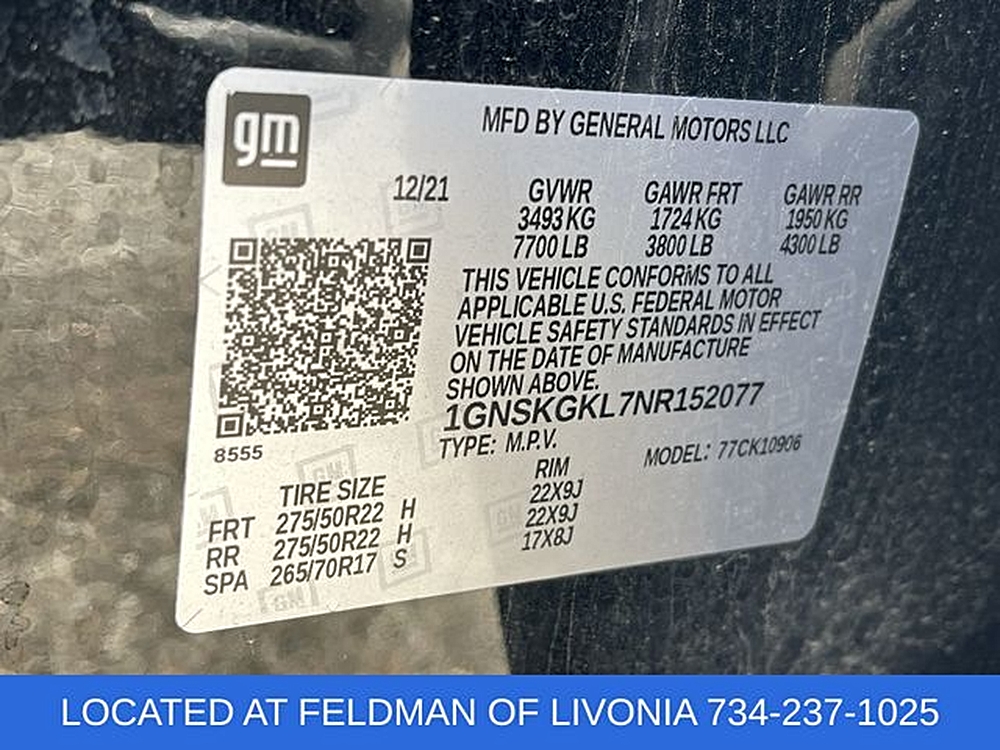 gm
MFD BY GENERAL MOTORS LLC
12/21 GVWR GAWR FRT GAWR RR
3493 KG 1724 KG 1950 KG
7700 LB 3800 LB 4300 LB
THIS VEHICLE CONFORMS TO ALL
APPLICABLE U.S. FEDERAL MOTOR
VEHICLE SAFETY STANDARDS IN EFFECT
ON THE DATE OF MANUFACTURE
SHOWN ABOVE.
1GNSKGKL7NR152077
8555
TYPE: M.P.V. MODEL: 77CK10906
TIRE SIZE RIM
FRT 275/50R22 H 22X9J
RR 275/50R22 H 22X9J
SPA 265/70R17 S 17X8J
LOCATED AT FELDMAN OF LIVONIA 734-237-1025